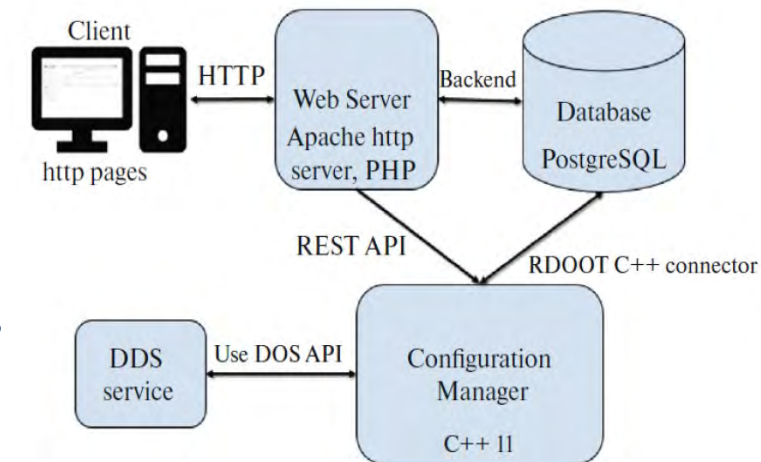 Client
http pages
HTTP
Web Server
Apache http
server, PHP
Backend
Database
PostgreSQL
REST API
RDOOT C++ connector
DDS
service
Use DOS API
Configuration
Manager
C++ ll